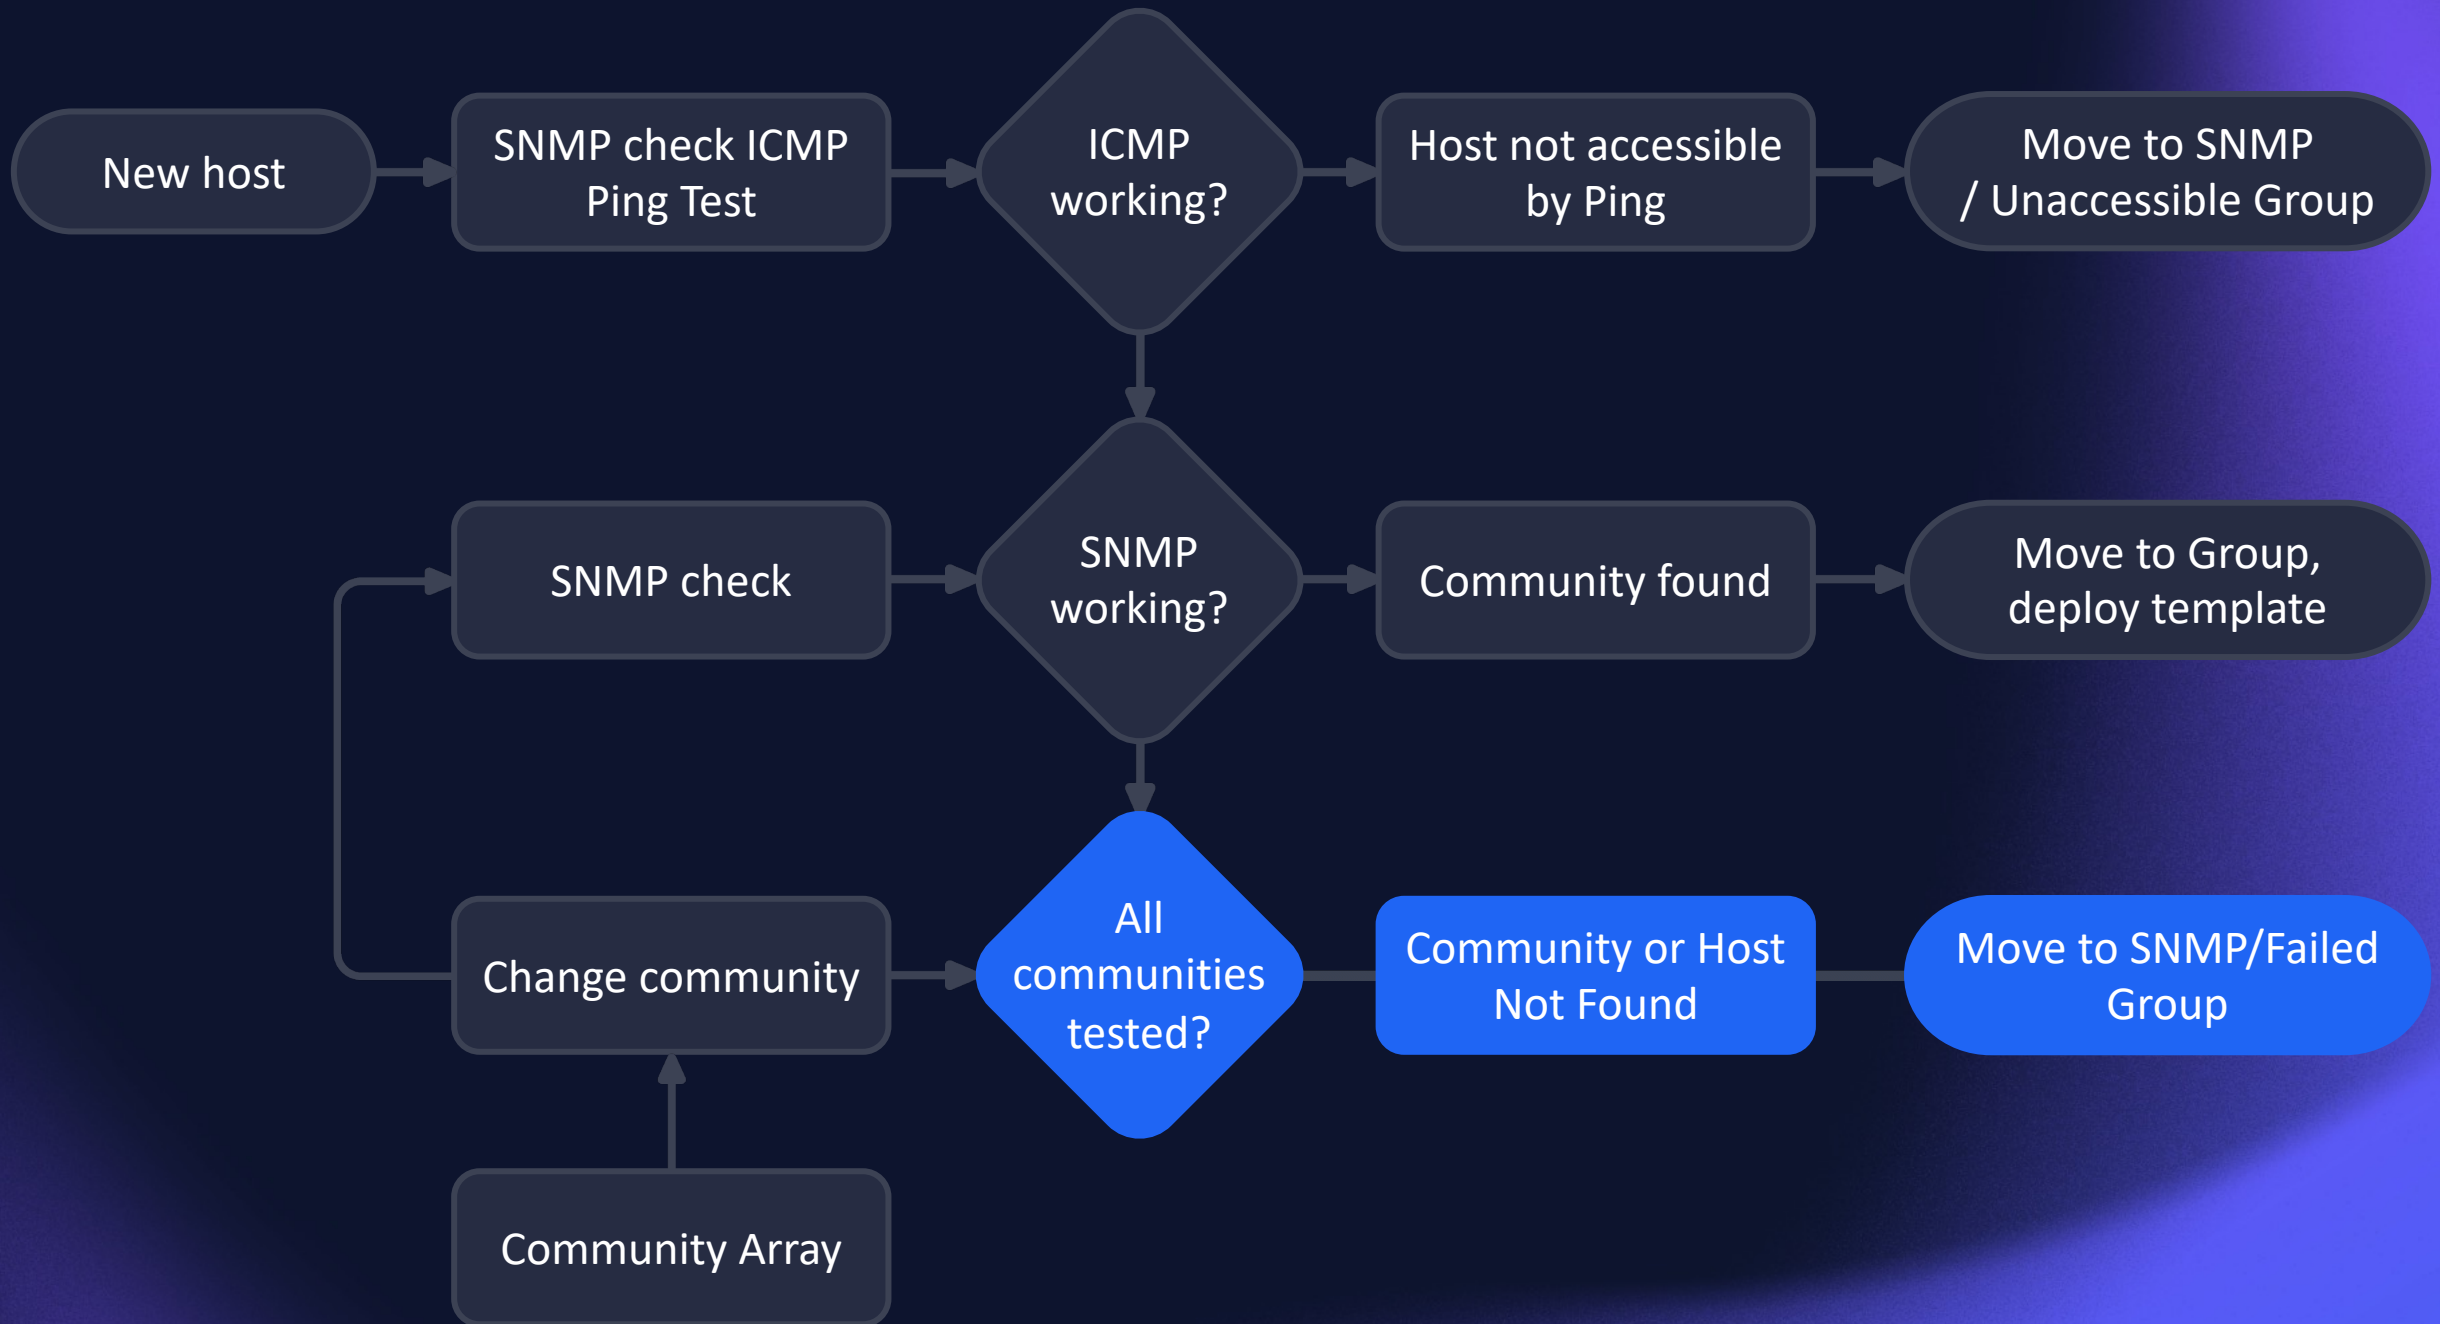 New host
SNMP check ICMP
Ping Test
ICMP
working?
Host not accessible
by Ping
Move to SNMP
/ Unaccessible Group
SNMP check
SNMP
working?
Community found
Move to Group,
deploy template
Change community
All
communities
tested?
Community or Host
Not Found
Move to SNMP/Failed
Group
Community Array